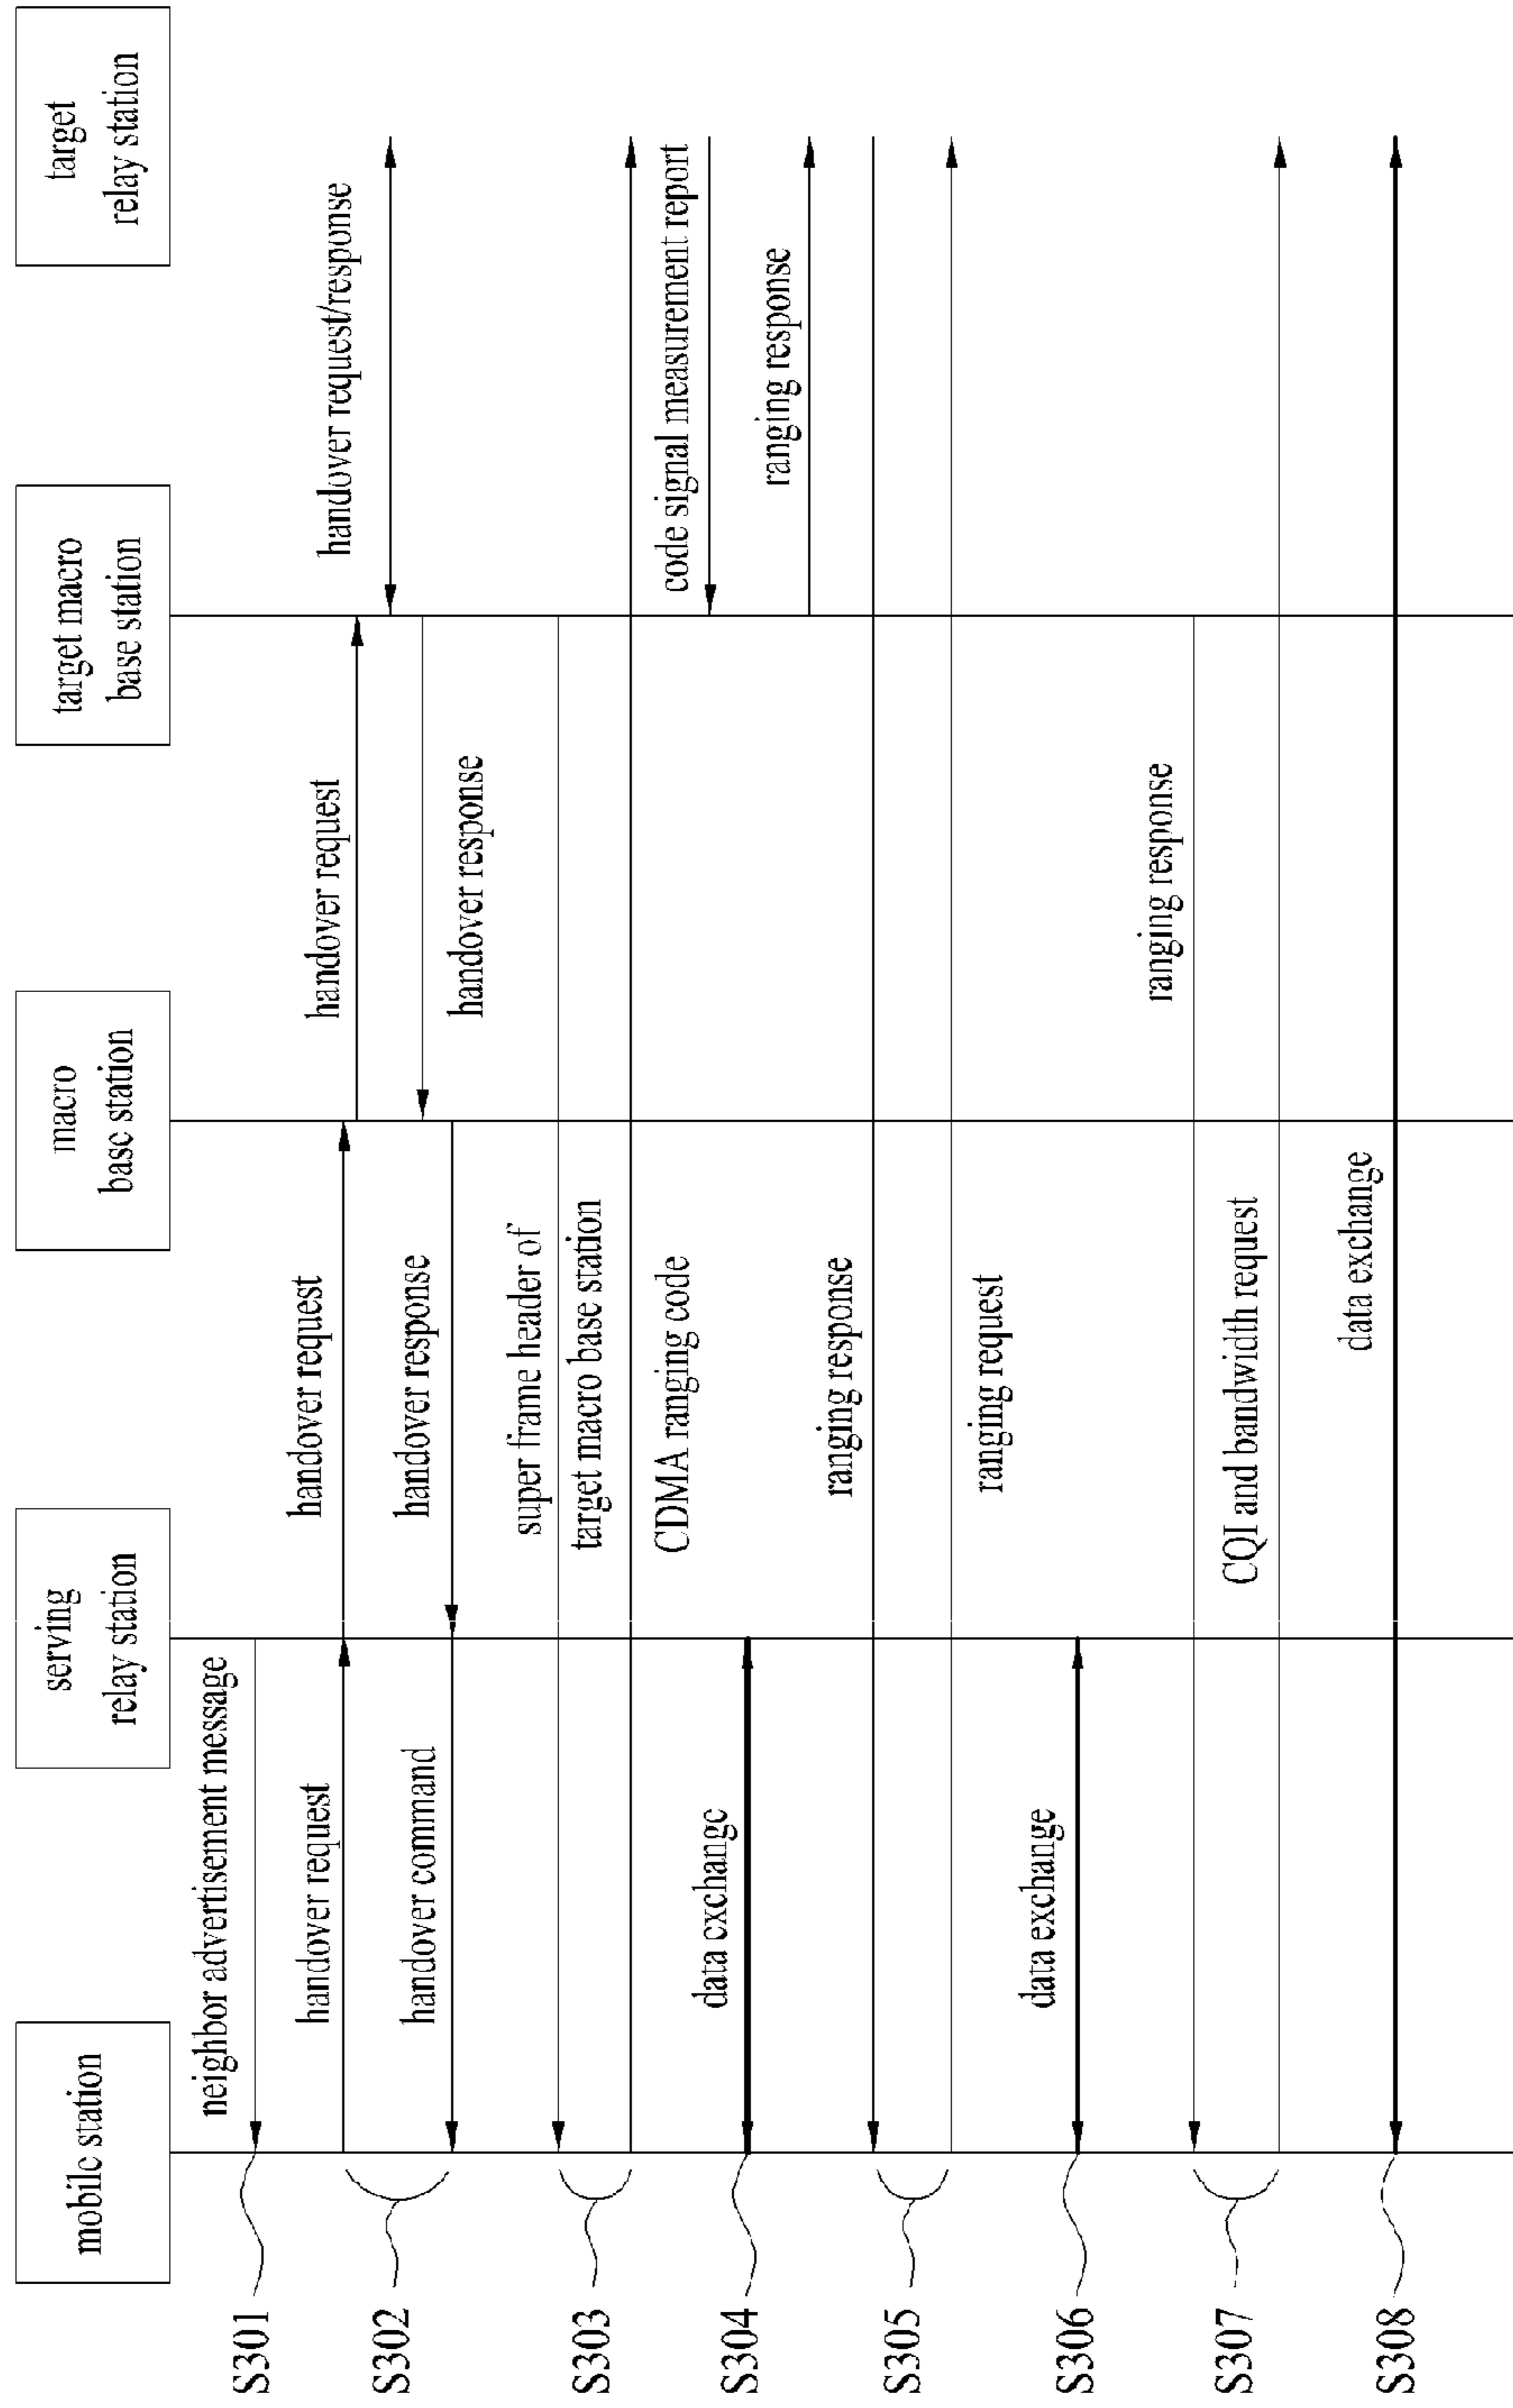 mobile station
serving
relay station
macro
base station
target macro
base station
target
relay station
S301
neighbor advertisement message
S302
handover request
handover request
handover request
handover request/response
handover response
handover response
handover command
S303
super frame header of
target macro base station
CDMA ranging code
code signal measurement report
S304
data exchange
ranging response
S305
ranging response
ranging request
S306
data exchange
S307
ranging response
CQI and bandwidth request
S308
data exchange